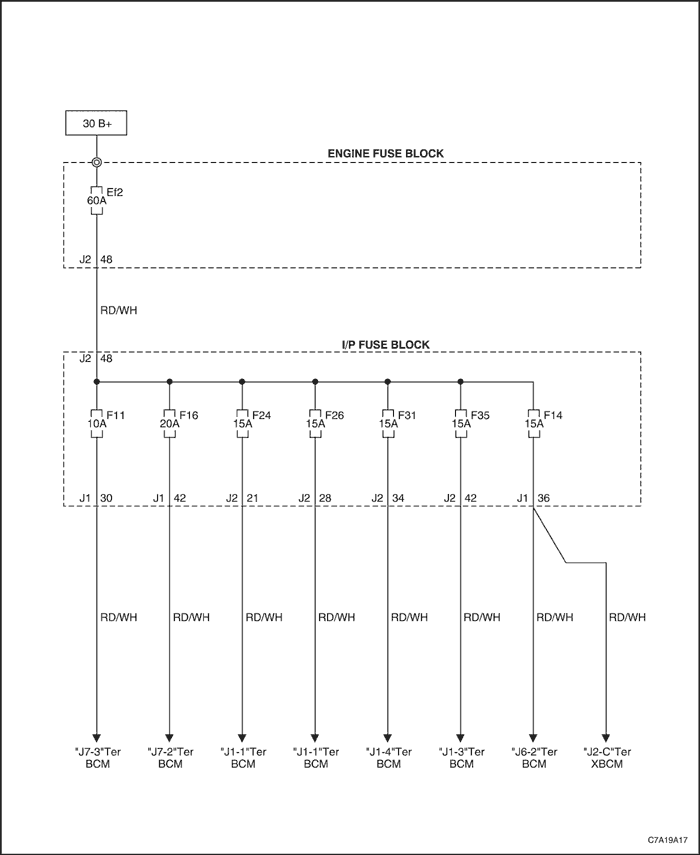 30 B+
ENGINE FUSE BLOCK
Ef2
60A
J2 48
RD/WH
I/P FUSE BLOCK
J2 48
F11 F16 F24 F26 F31 F35 F14
10A 20A 15A 15A 15A 15A 15A
J1 30 J1 42 J2 21 J2 28 J2 34 J2 42 J1 36
RD/WH RD/WH RD/WH RD/WH RD/WH RD/WH RD/WH RD/WH
"J7-3"Ter "J7-2"Ter "J1-1"Ter "J1-1"Ter "J1-4"Ter "J1-3"Ter "J6-2"Ter "J2-C"Ter
BCM BCM BCM BCM BCM BCM BCM XBCM
C7A19A17